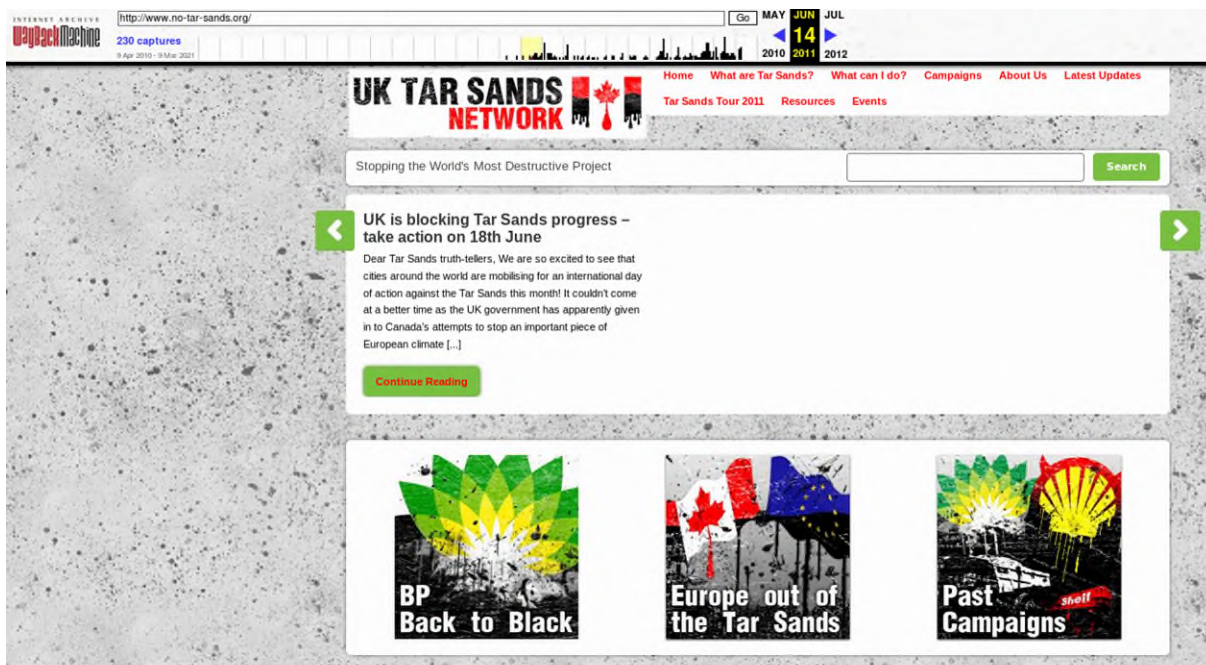 INTERNET ARCHIVE
WayBackMachine
http://www.no-tar-sands.org/
Go
MAY JUN JUL
230 captures
14
9 Apr 2010 - 9 Mar 2021
2010 2011 2012
UK TAR SANDS
NETWORK
Home What are Tar Sands? What can I do? Campaigns About Us Latest Updates
Tar Sands Tour 2011 Resources Events
Stopping the World's Most Destructive Project
Search
UK is blocking Tar Sands progress –
take action on 18th June
Dear Tar Sands truth-tellers, We are so excited to see that
cities around the world are mobilising for an international day
of action against the Tar Sands this month! It couldn't come
at a better time as the UK government has apparently given
in to Canada's attempts to stop an important piece of
European climate [...]
Continue Reading
BP
Back to Black
Europe out of
the Tar Sands
Shell
Past
Campaigns